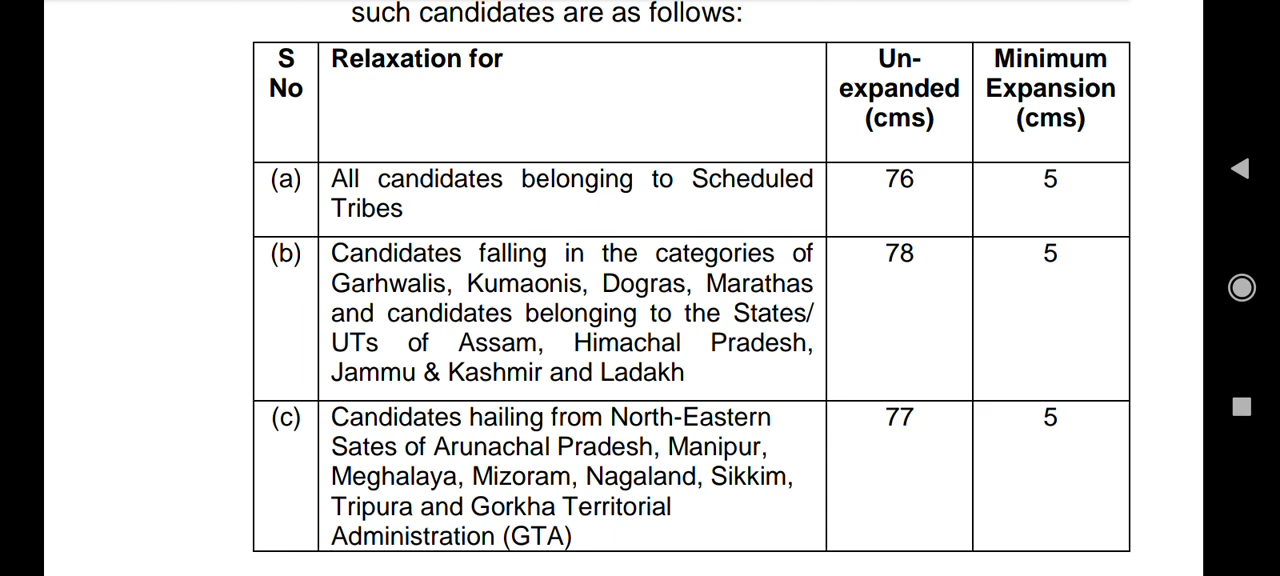 such candidates are as follows:
S No | Relaxation for | Un-expanded (cms) | Minimum Expansion (cms)
(a) All candidates belonging to Scheduled 76 5
Tribes
(b) Candidates falling in the categories of 78 5
Garhwalis, Kumaonis, Dogras, Marathas
and candidates belonging to the States/
UTs of Assam, Himachal Pradesh,
Jammu & Kashmir and Ladakh
(c) Candidates hailing from North-Eastern 77 5
Sates of Arunachal Pradesh, Manipur,
Meghalaya, Mizoram, Nagaland, Sikkim,
Tripura and Gorkha Territorial
Administration (GTA)